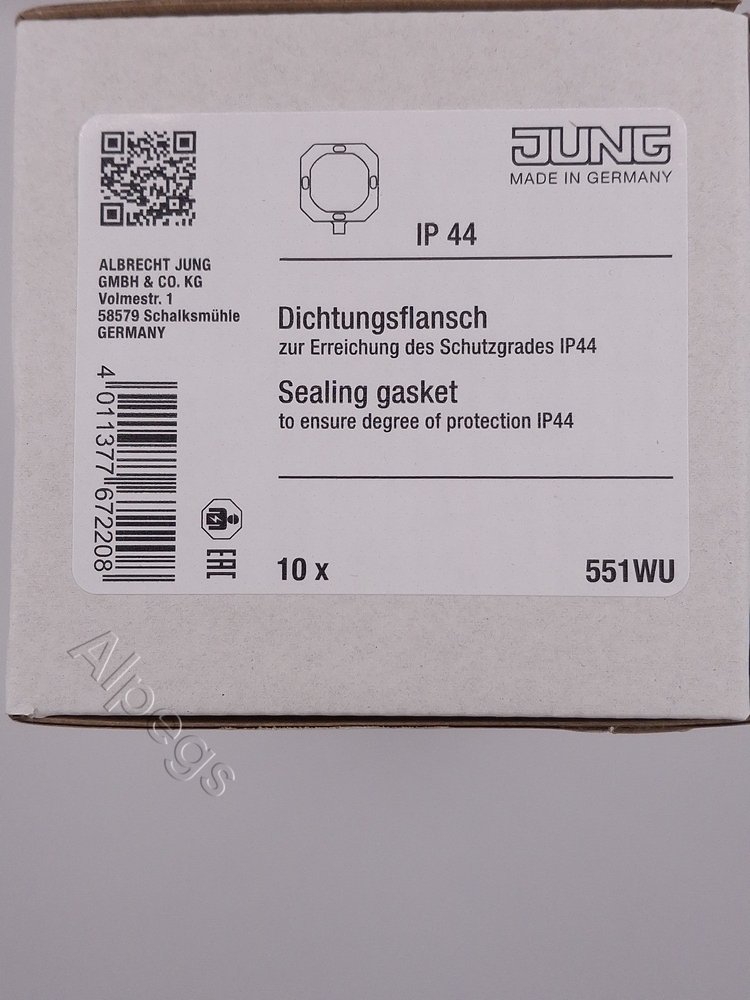 JUNG
MADE IN GERMANY
IP 44
ALBRECHT JUNG
GMBH & CO. KG
Volmestr. 1
58579 Schalksmühle
GERMANY
Dichtungsflansch
zur Erreichung des Schutzgrades IP44
Sealing gasket
to ensure degree of protection IP44
4 011377 672208
EAC
10 x
551WU
Alpegs